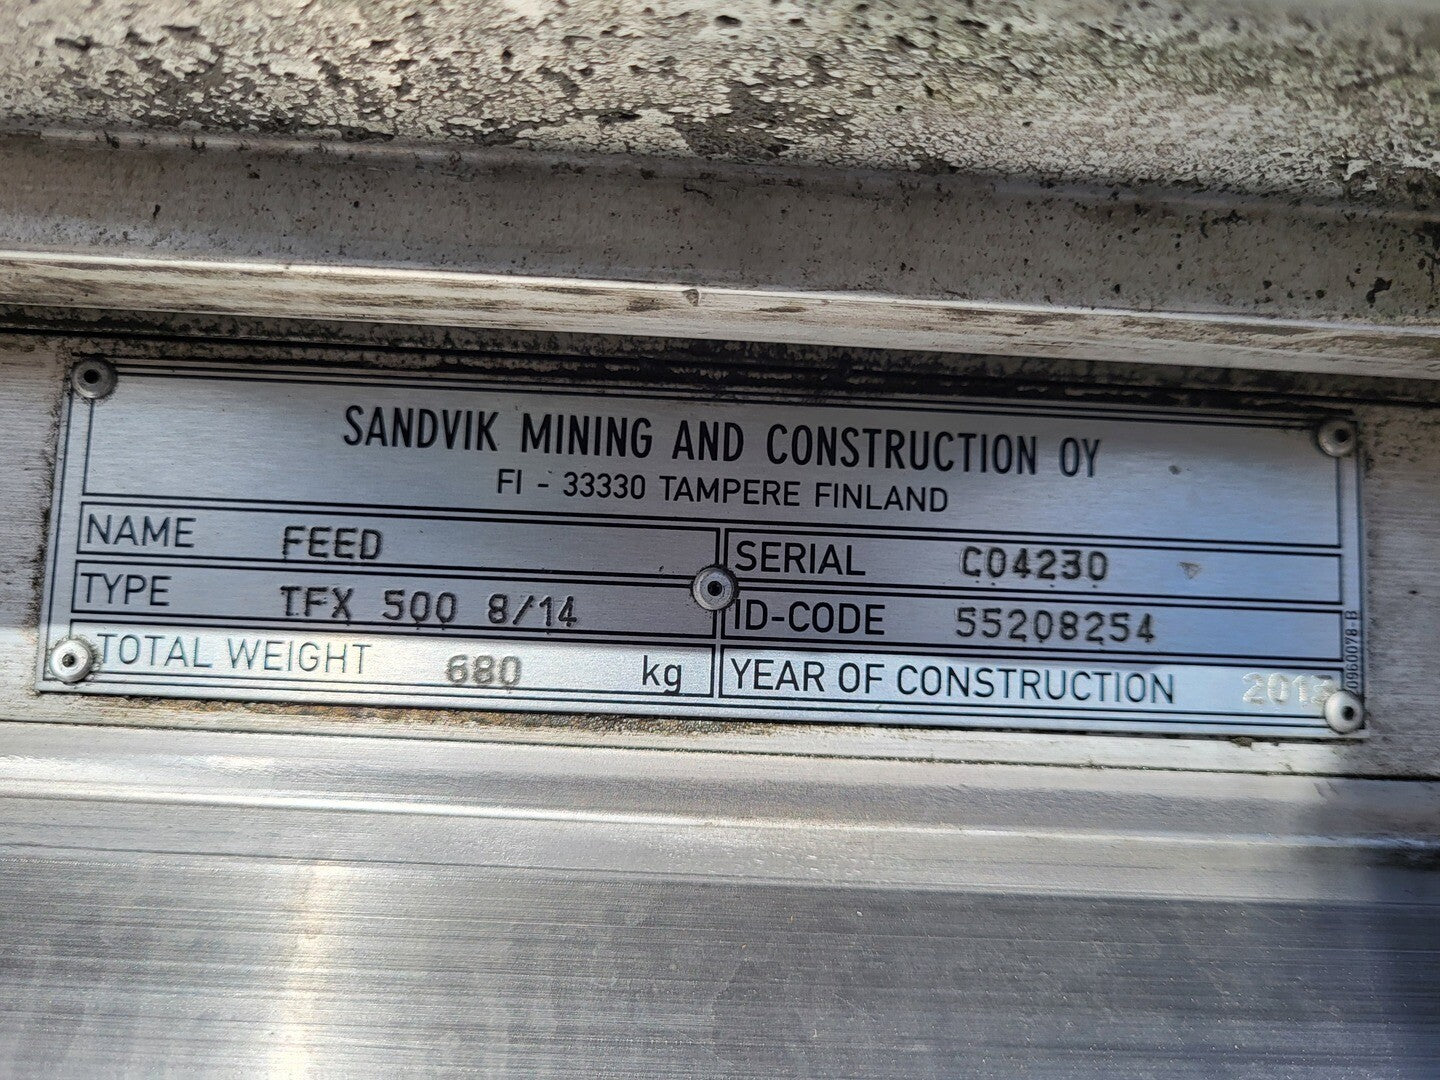 SANDVIK MINING AND CONSTRUCTION OY
FI - 33330 TAMPERE FINLAND
NAME FEED
SERIAL C04230
TYPE TFX 500 8/14
ID-CODE 55208254
TOTAL WEIGHT 680 kg
YEAR OF CONSTRUCTION